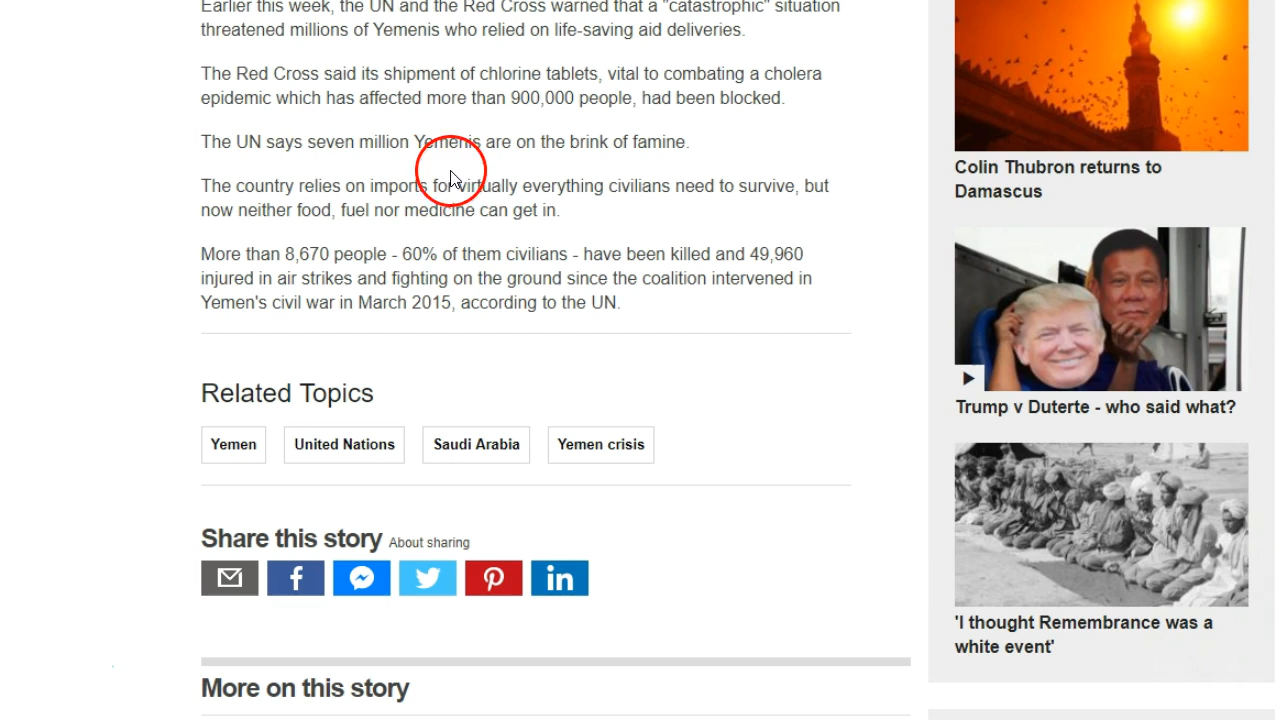 Earlier this week, the UN and the Red Cross warned that a "catastrophic" situation
threatened millions of Yemenis who relied on life-saving aid deliveries.
The Red Cross said its shipment of chlorine tablets, vital to combating a cholera
epidemic which has affected more than 900,000 people, had been blocked.
The UN says seven million Yemenis are on the brink of famine.
The country relies on imports for virtually everything civilians need to survive, but
now neither food, fuel nor medicine can get in.
More than 8,670 people - 60% of them civilians - have been killed and 49,960
injured in air strikes and fighting on the ground since the coalition intervened in
Yemen's civil war in March 2015, according to the UN.
Related Topics
Yemen United Nations Saudi Arabia Yemen crisis
Share this story About sharing
f in
More on this story
Colin Thubron returns to
Damascus
Trump v Duterte - who said what?
'I thought Remembrance was a
white event'